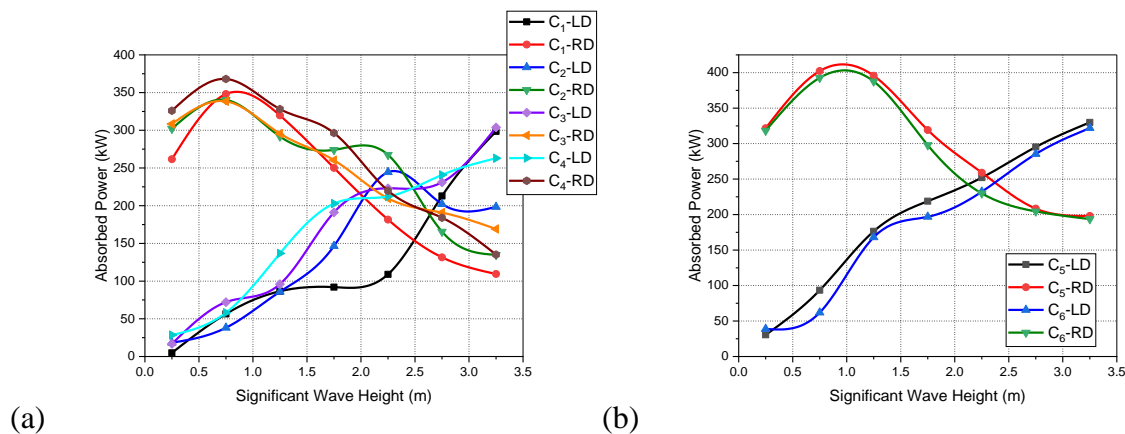 C₁-LD
C₁-RD
C₂-LD
C₂-RD
C₃-LD
C₃-RD
C₄-LD
C₄-RD
400
350
300
250
200
150
100
50
0
Absorbed Power (kW)
0.0 0.5 1.0 1.5 2.0 2.5 3.0 3.5
Significant Wave Height (m)
(a)
400
350
300
250
200
150
100
50
0
Absorbed Power (kW)
C₅-LD
C₅-RD
C₆-LD
C₆-RD
0.0 0.5 1.0 1.5 2.0 2.5 3.0 3.5
Significant Wave Height (m)
(b)